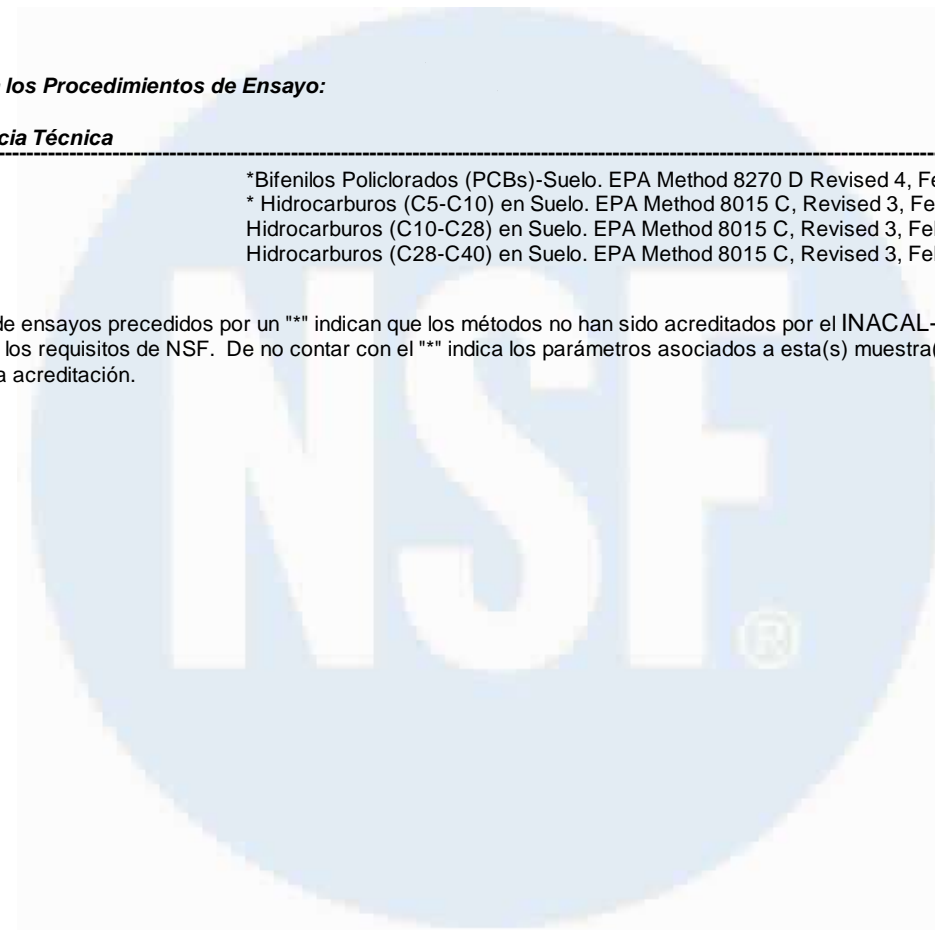 los Procedimientos de Ensayo:
cia Técnica
*Bifenilos Policlorados (PCBs)-Suelo. EPA Method 8270 D Revised 4, Fe
* Hidrocarburos (C5-C10) en Suelo. EPA Method 8015 C, Revised 3, Fe
Hidrocarburos (C10-C28) en Suelo. EPA Method 8015 C, Revised 3, Fe
Hidrocarburos (C28-C40) en Suelo. EPA Method 8015 C, Revised 3, Fe
de ensayos precedidos por un "*" indican que los métodos no han sido acreditados por el INACAL-
los requisitos de NSF. De no contar con el "*" indica los parámetros asociados a esta(s) muestra(
a acreditación.
NSF®